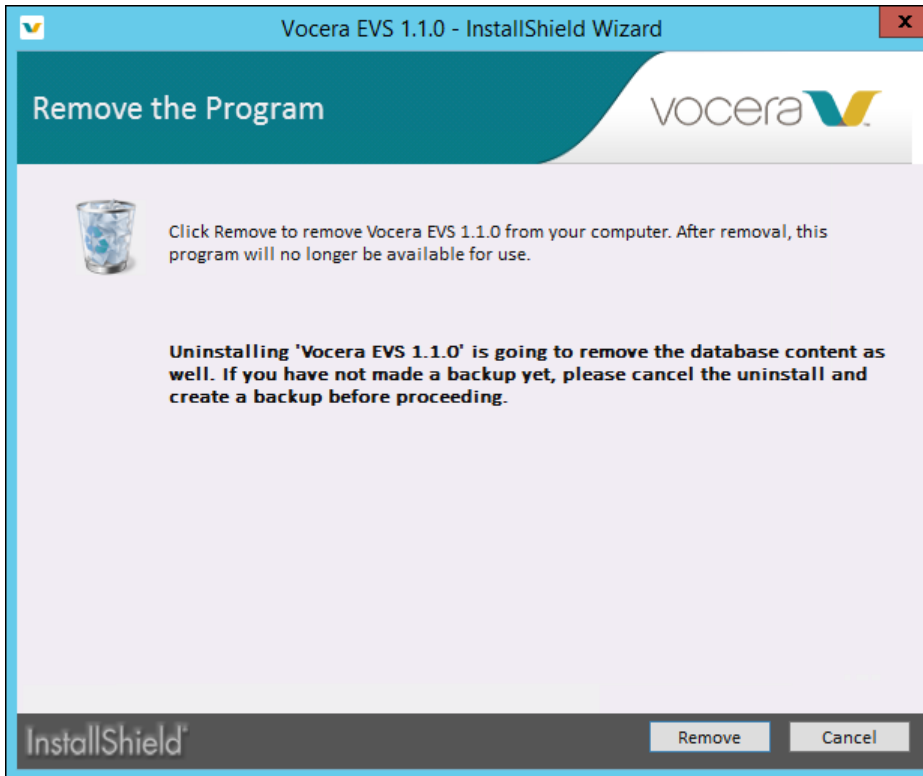 Vocera EVS 1.1.0 - InstallShield Wizard
x
Remove the Program
vocera
Click Remove to remove Vocera EVS 1.1.0 from your computer. After removal, this
program will no longer be available for use.
Uninstalling 'Vocera EVS 1.1.0' is going to remove the database content as
well. If you have not made a backup yet, please cancel the uninstall and
create a backup before proceeding.
InstallShield
Remove
Cancel